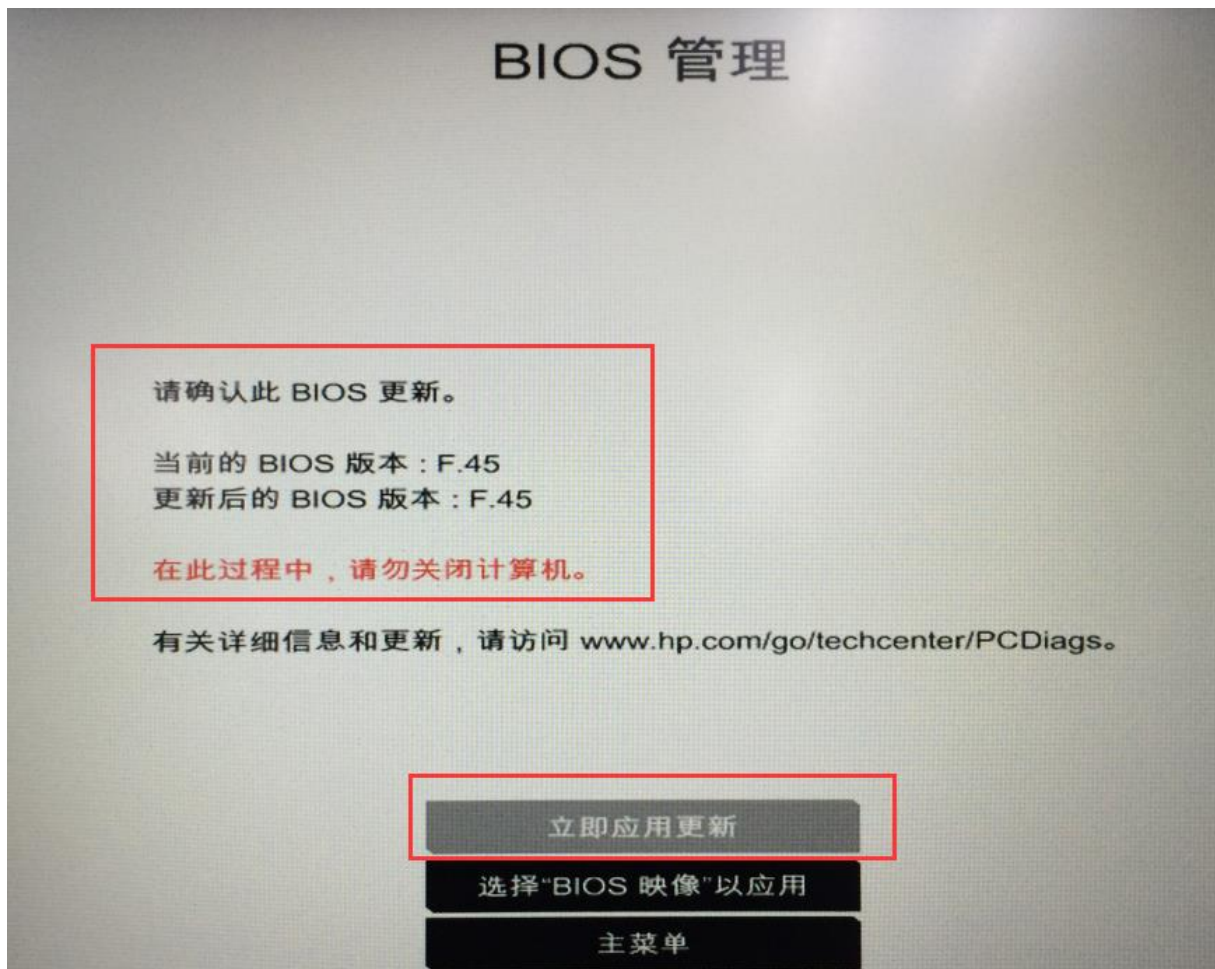 BIOS 管理
请确认此 BIOS 更新。
当前的 BIOS 版本：F.45
更新后的 BIOS 版本：F.45
在此过程中，请勿关闭计算机。
有关详细信息和更新，请访问 www.hp.com/go/techcenter/PCDiags。
立即应用更新
选择“BIOS 映像”以应用
主菜单